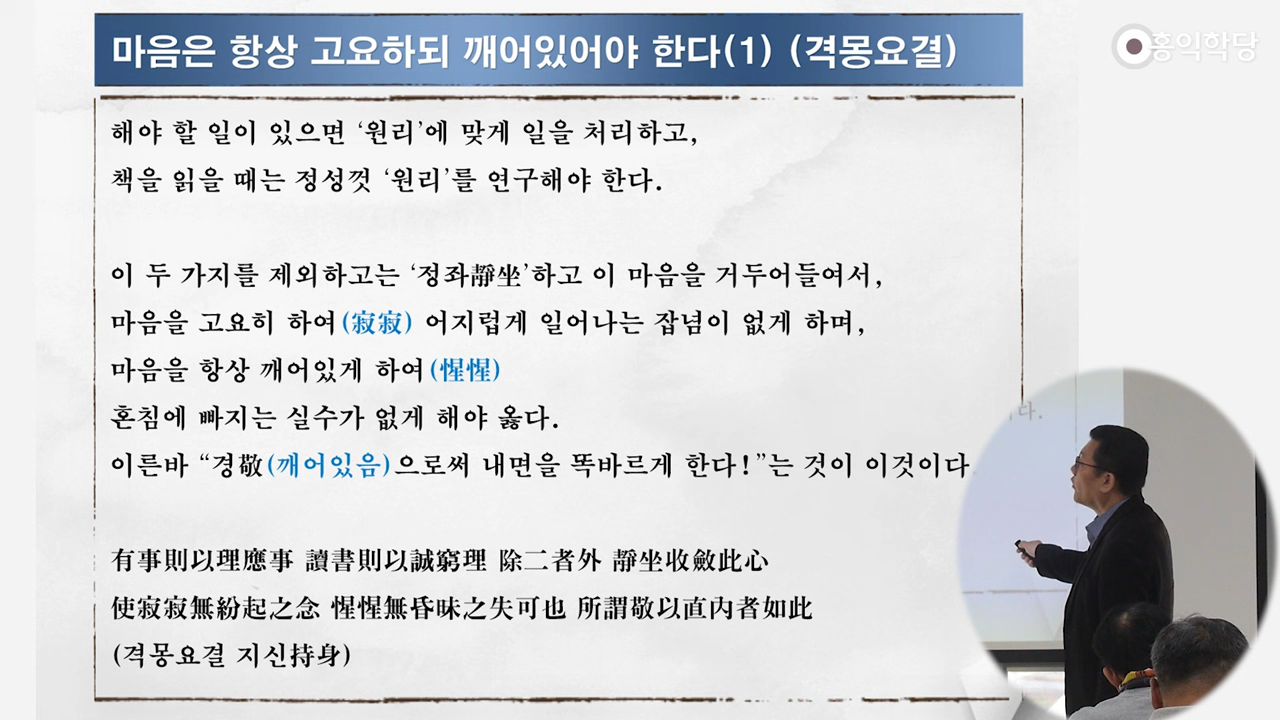 마음은 항상 고요하되 깨어있어야 한다(1) (격몽요결)
홍익학당
해야 할 일이 있으면 ‘원리’에 맞게 일을 처리하고,
책을 읽을 때는 정성껏 ‘원리’를 연구해야 한다.
이 두 가지를 제외하고는 ‘정좌靜坐’하고 이 마음을 거두어들여서,
마음을 고요히 하여(寂寂) 어지럽게 일어나는 잡념이 없게 하며,
마음을 항상 깨어있게 하여(惺惺)
혼침에 빠지는 실수가 없게 해야 옳다.
이른바 “경敬(깨어있음)으로써 내면을 똑바르게 한다!”는 것이 이것이다.
有事則以理應事 讀書則以誠窮理 除二者外 靜坐收斂此心
使寂寂無紛起之念 惺惺無昏昧之失可也 所謂敬以直內者如此
(격몽요결 지신持身)
다.